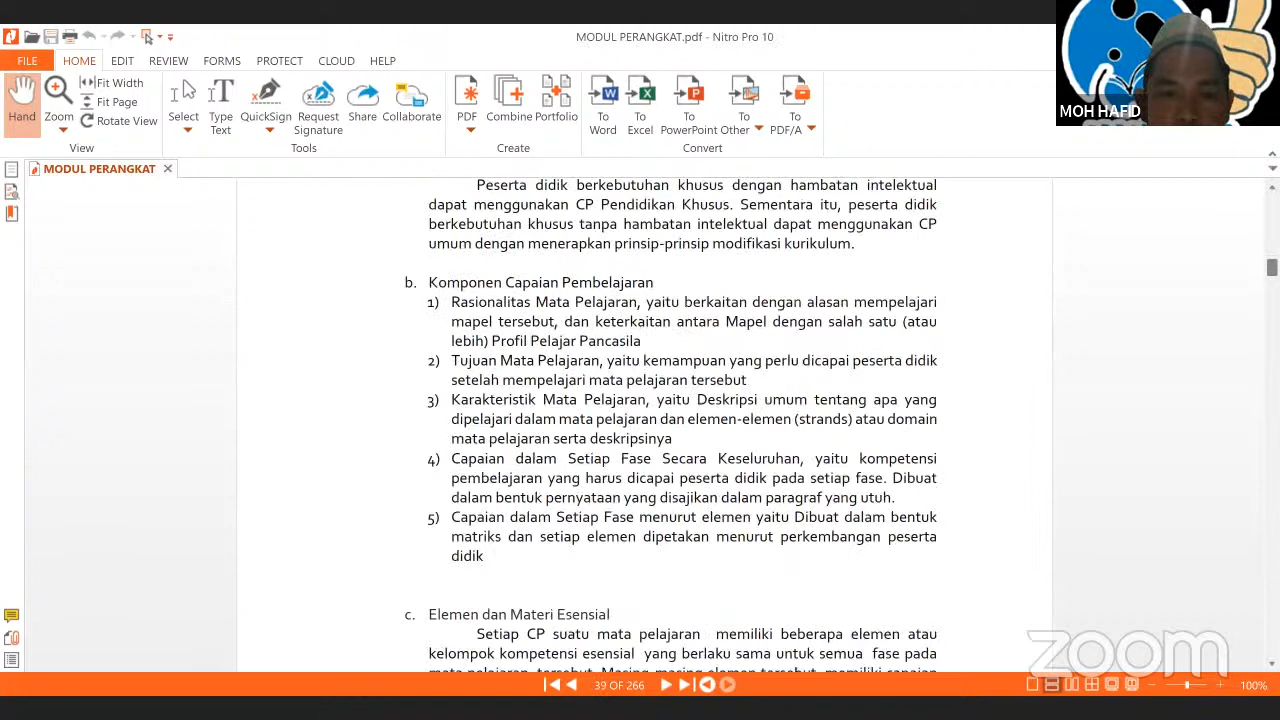 MODUL PERANGKAT.pdf - Nitro Pro 10
FILE HOME EDIT REVIEW FORMS PROTECT CLOUD HELP
Hand
Zoom
Fit Width
Fit Page
Rotate View
View
Select
Type Text
QuickSign
Request Signature
Share
Collaborate
Tools
PDF
Combine
Portfolio
Create
To Word
To Excel
To PowerPoint
To Other
To PDF/A
Convert
MOH HAFID
MODUL PERANGKAT
Peserta didik berkebutuhan khusus dengan hambatan intelektual
dapat menggunakan CP Pendidikan Khusus. Sementara itu, peserta didik
berkebutuhan khusus tanpa hambatan intelektual dapat menggunakan CP
umum dengan menerapkan prinsip-prinsip modifikasi kurikulum.
b. Komponen Capaian Pembelajaran
1) Rasionalitas Mata Pelajaran, yaitu berkaitan dengan alasan mempelajari
mapel tersebut, dan keterkaitan antara Mapel dengan salah satu (atau
lebih) Profil Pelajar Pancasila
2) Tujuan Mata Pelajaran, yaitu kemampuan yang perlu dicapai peserta didik
setelah mempelajari mata pelajaran tersebut
3) Karakteristik Mata Pelajaran, yaitu Deskripsi umum tentang apa yang
dipelajari dalam mata pelajaran dan elemen-elemen (strands) atau domain
mata pelajaran serta deskripsinya
4) Capaian dalam Setiap Fase Secara Keseluruhan, yaitu kompetensi
pembelajaran yang harus dicapai peserta didik pada setiap fase. Dibuat
dalam bentuk pernyataan yang disajikan dalam paragraf yang utuh.
5) Capaian dalam Setiap Fase menurut elemen yaitu Dibuat dalam bentuk
matriks dan setiap elemen dipetakan menurut perkembangan peserta
didik
c. Elemen dan Materi Esensial
Setiap CP suatu mata pelajaran memiliki beberapa elemen atau
kelompok kompetensi esensial yang berlaku sama untuk semua fase pada
mata pelajaran tersebut. Masing-masing elemen tersebut memiliki capaian
zoom
39 OF 266
100%